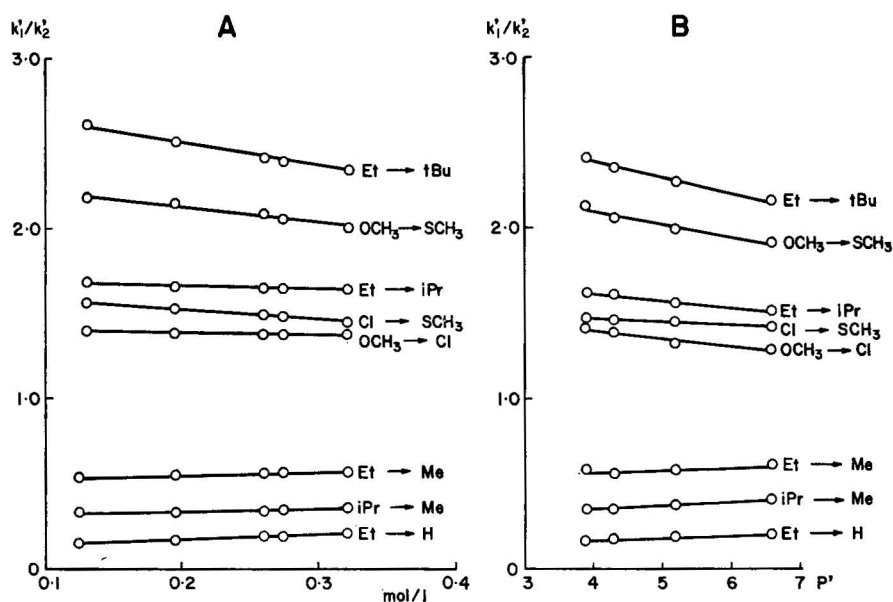 A
k'1/k'2
3·0
2·0
1·0
0
0·1
0·2
0·3
0·4
mol/l
Et → tBu
OCH3 → SCH3
Et → iPr
Cl → SCH3
OCH3 → Cl
Et → Me
iPr → Me
Et → H
B
k'1/k'2
3·0
2·0
1·0
0
3
4
5
6
7
P'
Et → tBu
OCH3 → SCH3
Et → iPr
Cl → SCH3
OCH3 → Cl
Et → Me
iPr → Me
Et → H